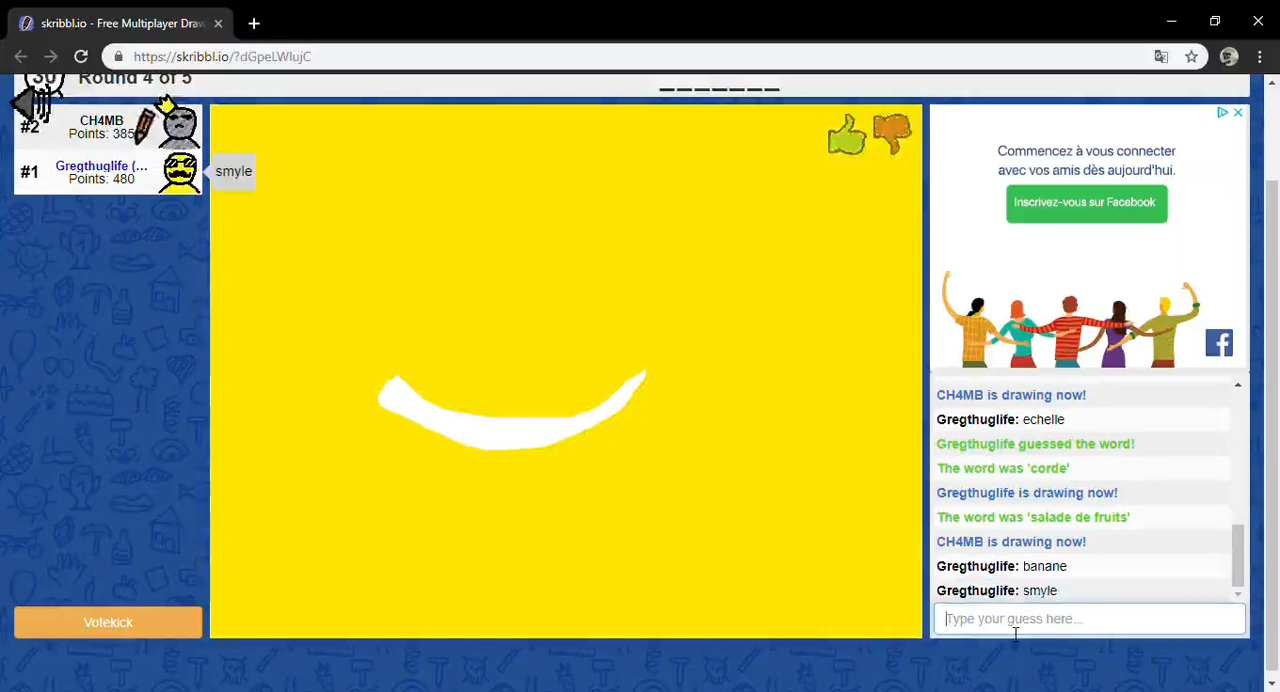 skribbl.io - Free Multiplayer Draw
https://skribbl.io/?dGpeLWlujC
30
Round 4 of 5
_ _ _ _ _ _ _
#2
CH4MB
Points: 385
#1
Gregthuglife (...
Points: 480
smyle
Votekick
Commencez à vous connecter
avec vos amis dès aujourd'hui.
Inscrivez-vous sur Facebook
f
CH4MB is drawing now!
Gregthuglife: echelle
Gregthuglife guessed the word!
The word was 'corde'
Gregthuglife is drawing now!
The word was 'salade de fruits'
CH4MB is drawing now!
Gregthuglife: banane
Gregthuglife: smyle
Type your guess here...